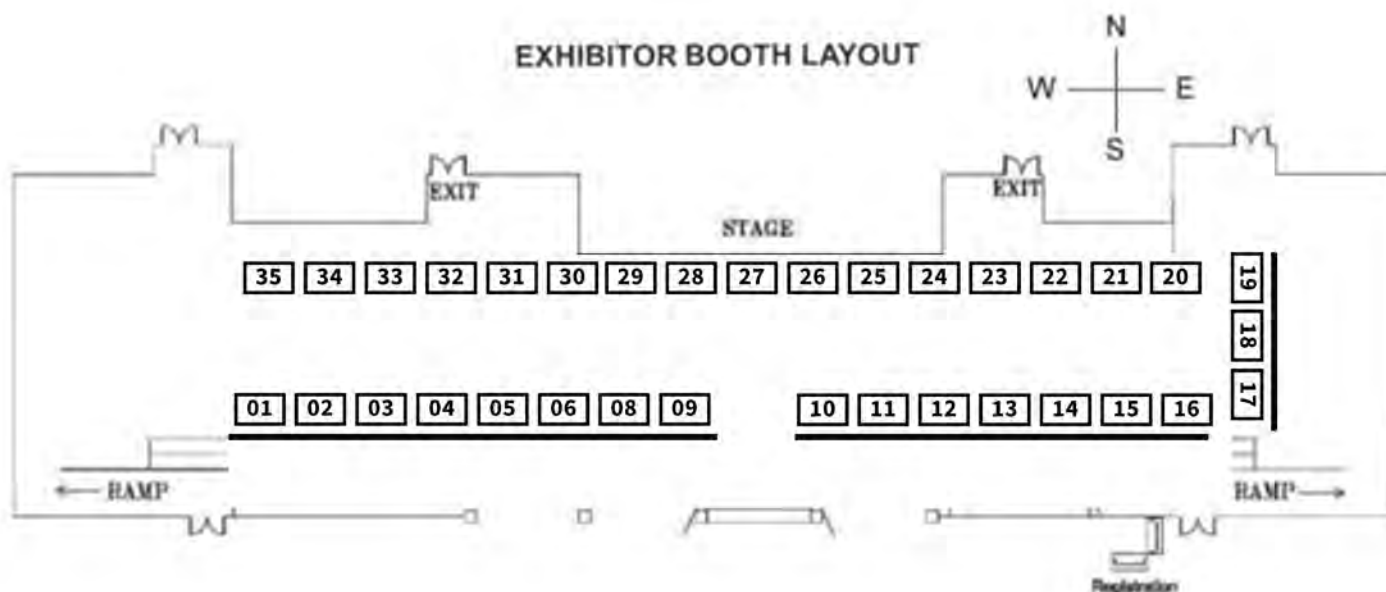 EXHIBITOR BOOTH LAYOUT
N
W E
S
EXIT
EXIT
STAGE
35 34 33 32 31 30 29 28 27 26 25 24 23 22 21 20
19
18
17
01 02 03 04 05 06 08 09 10 11 12 13 14 15 16
RAMP
RAMP
Registration